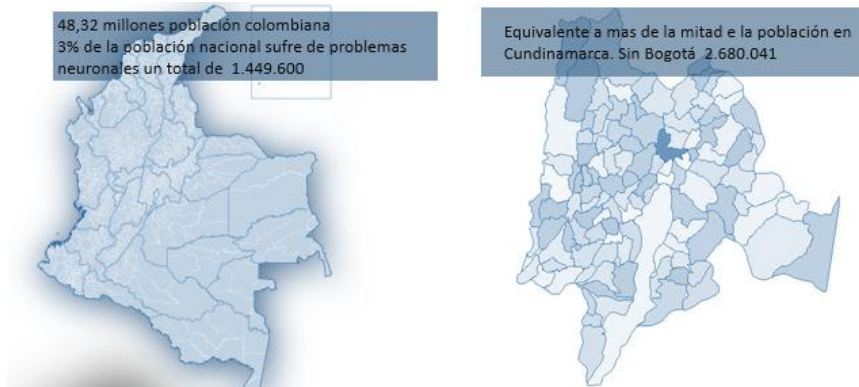 48,32 millones población colombiana
3% de la población nacional sufre de problemas
neuronales un total de 1.449.600
Equivalente a mas de la mitad e la población en
Cundinamarca. Sin Bogotá 2.680.041